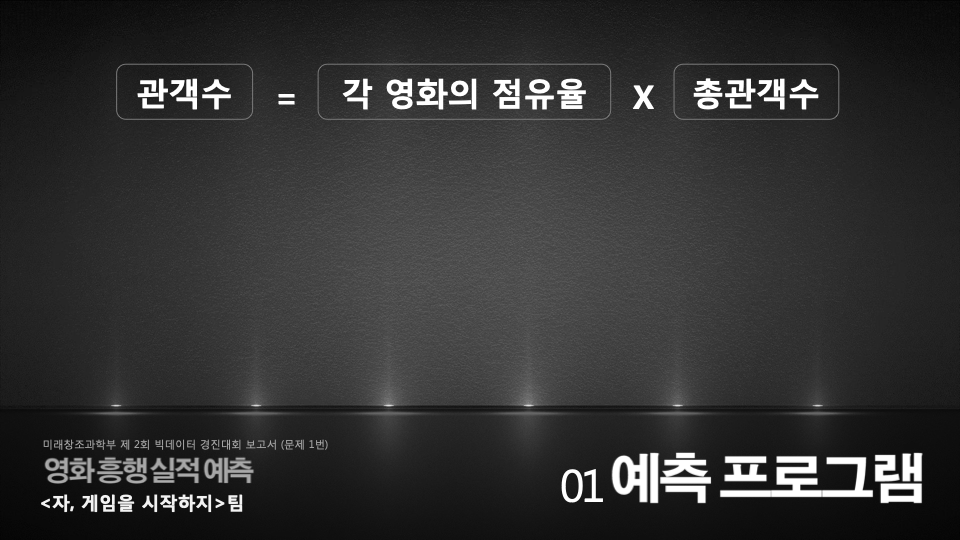 관객수 = 각 영화의 점유율 X 총관객수
미래창조과학부 제 2회 빅데이터 경진대회 보고서 (문제 1번)
영화 흥행 실적 예측
<자, 게임을 시작하지>팀
01 예측 프로그램